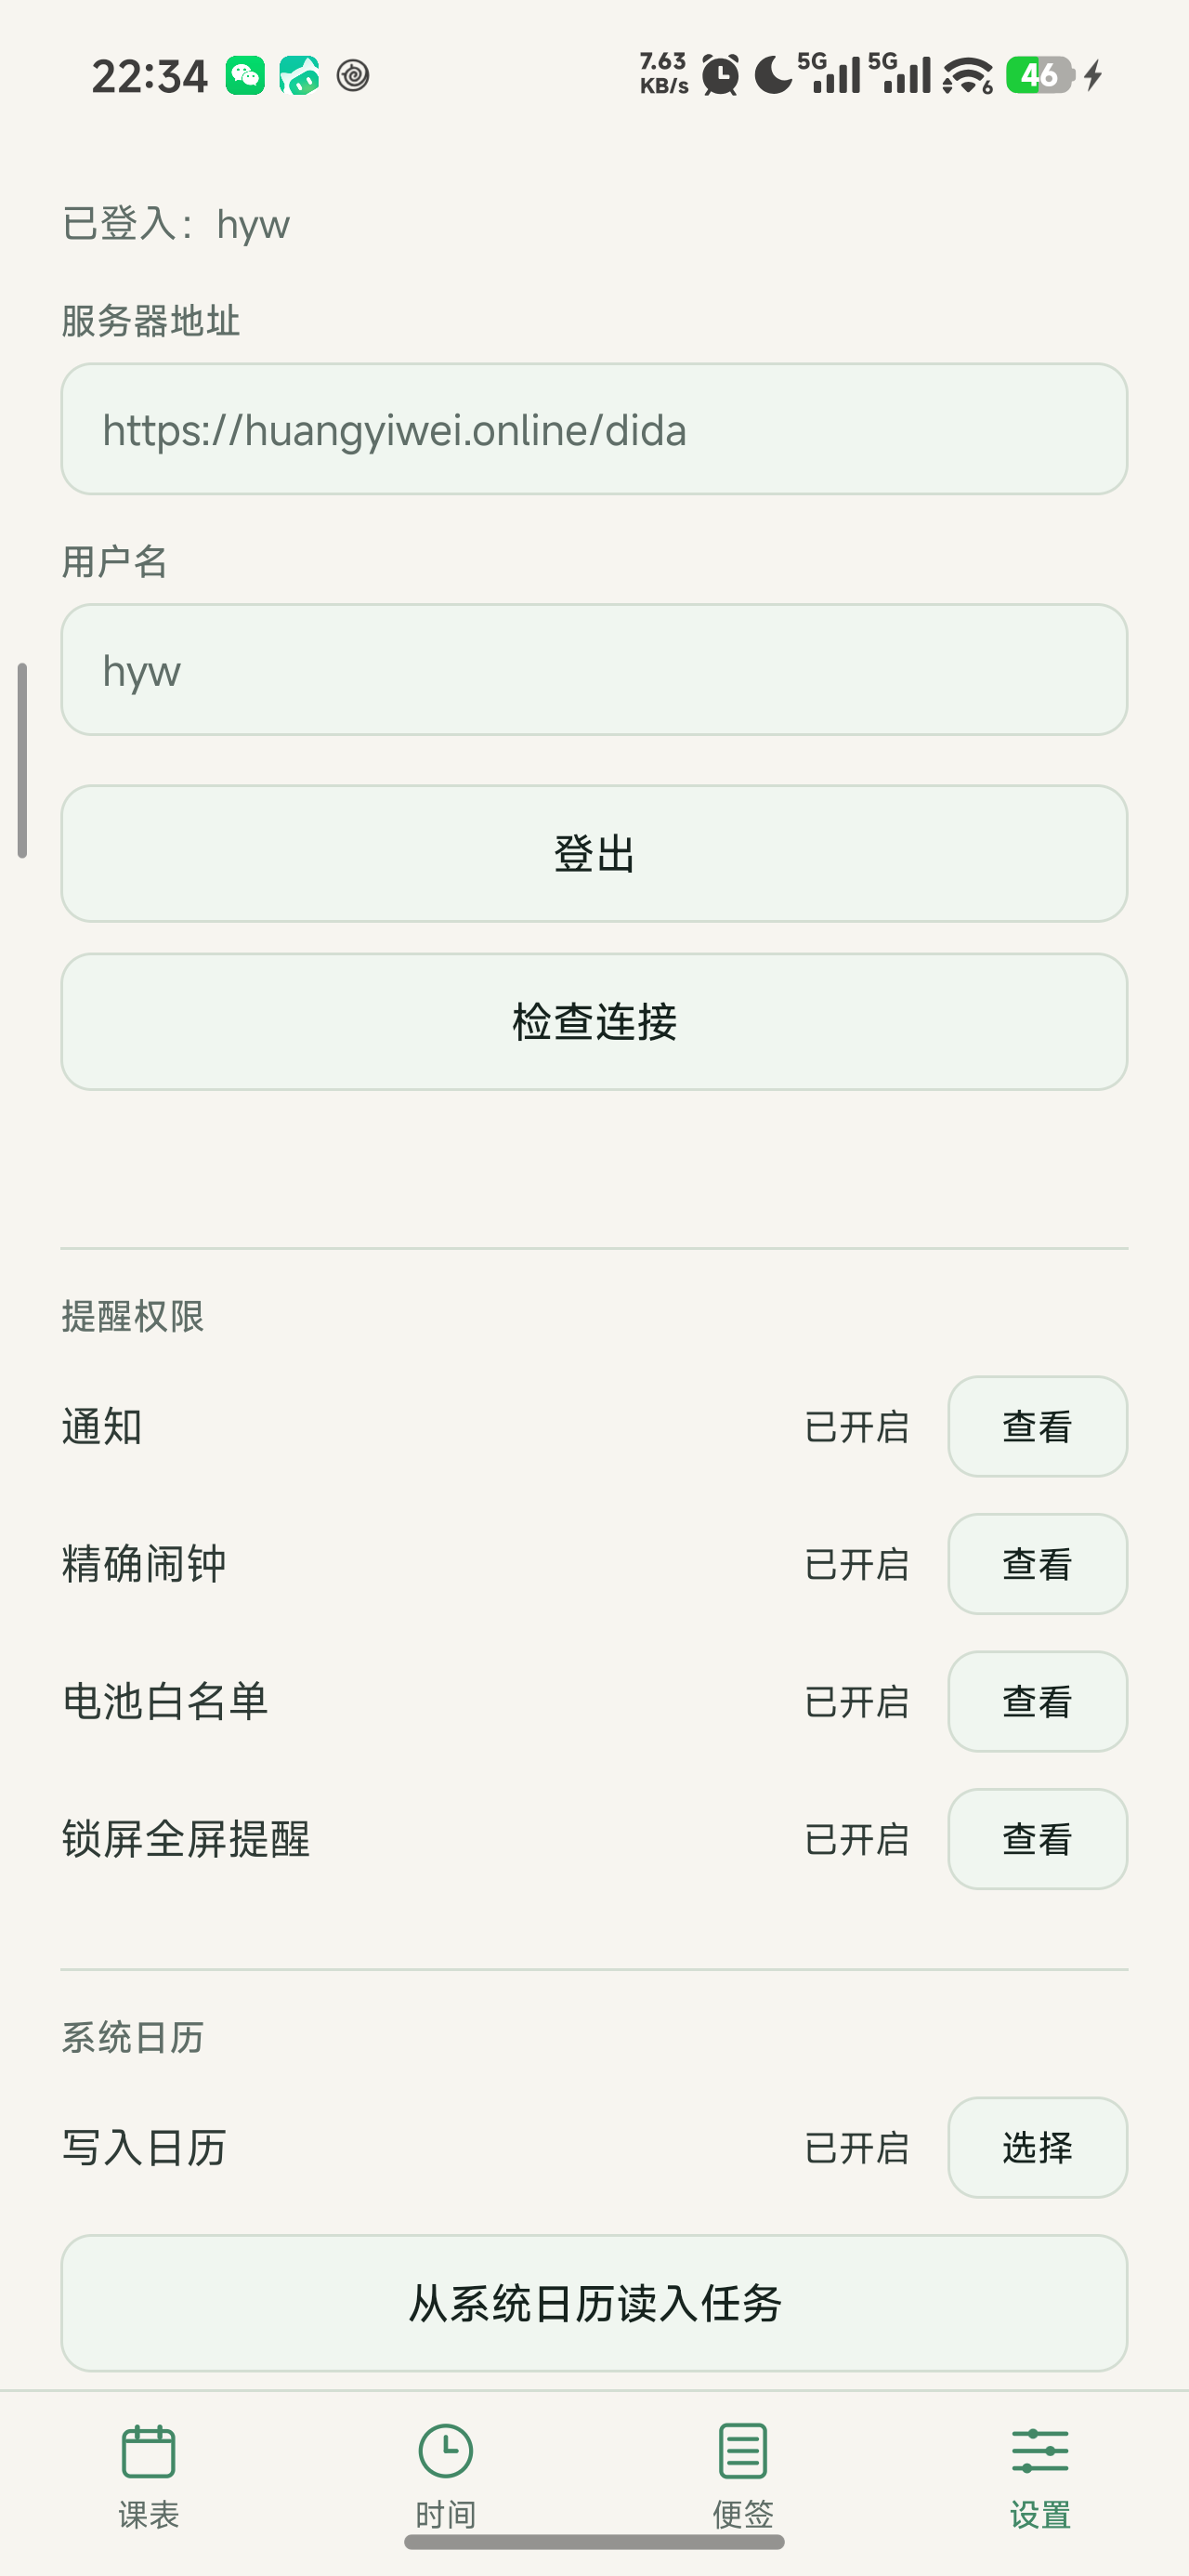 22:34
7.63 KB/s 5G 5G 6 46
已登入：hyw
服务器地址
https://huangyiwei.online/dida
用户名
hyw
登出
检查连接
提醒权限
通知 已开启 查看
精确闹钟 已开启 查看
电池白名单 已开启 查看
锁屏全屏提醒 已开启 查看
系统日历
写入日历 已开启 选择
从系统日历读入任务
课表 时间 便签 设置